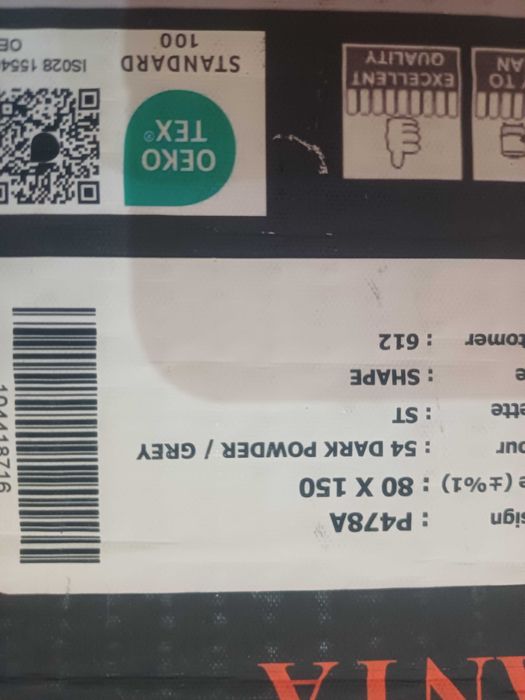 ANIA
sign : P478A
e (±%1) : 80 X 150
our : 54 DARK POWDER / GREY
ette : ST
e : SHAPE
tomer : 612
104418716
TO
AN
EXCELLENT
QUALITY
OEKO
TEX®
STANDARD
100
IS028 1554
OE